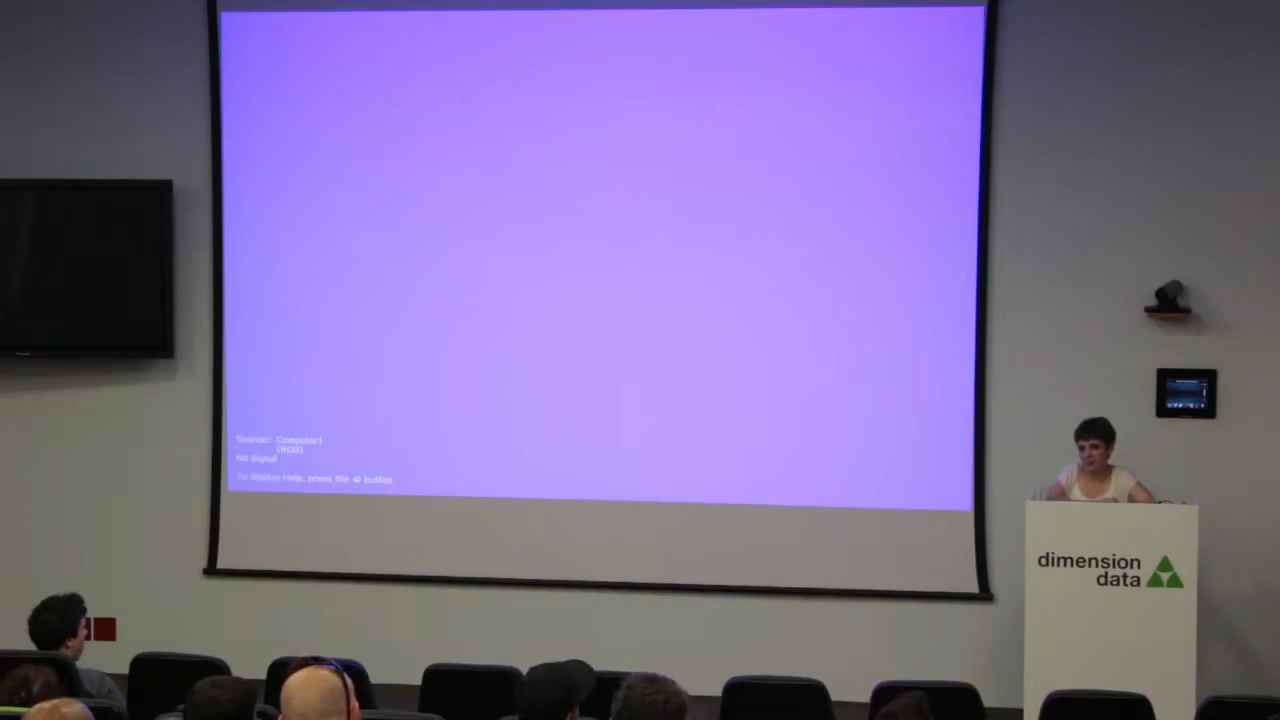 Source: Computer1
(RGB)
No Signal
To display Help, press the button
dimension
data